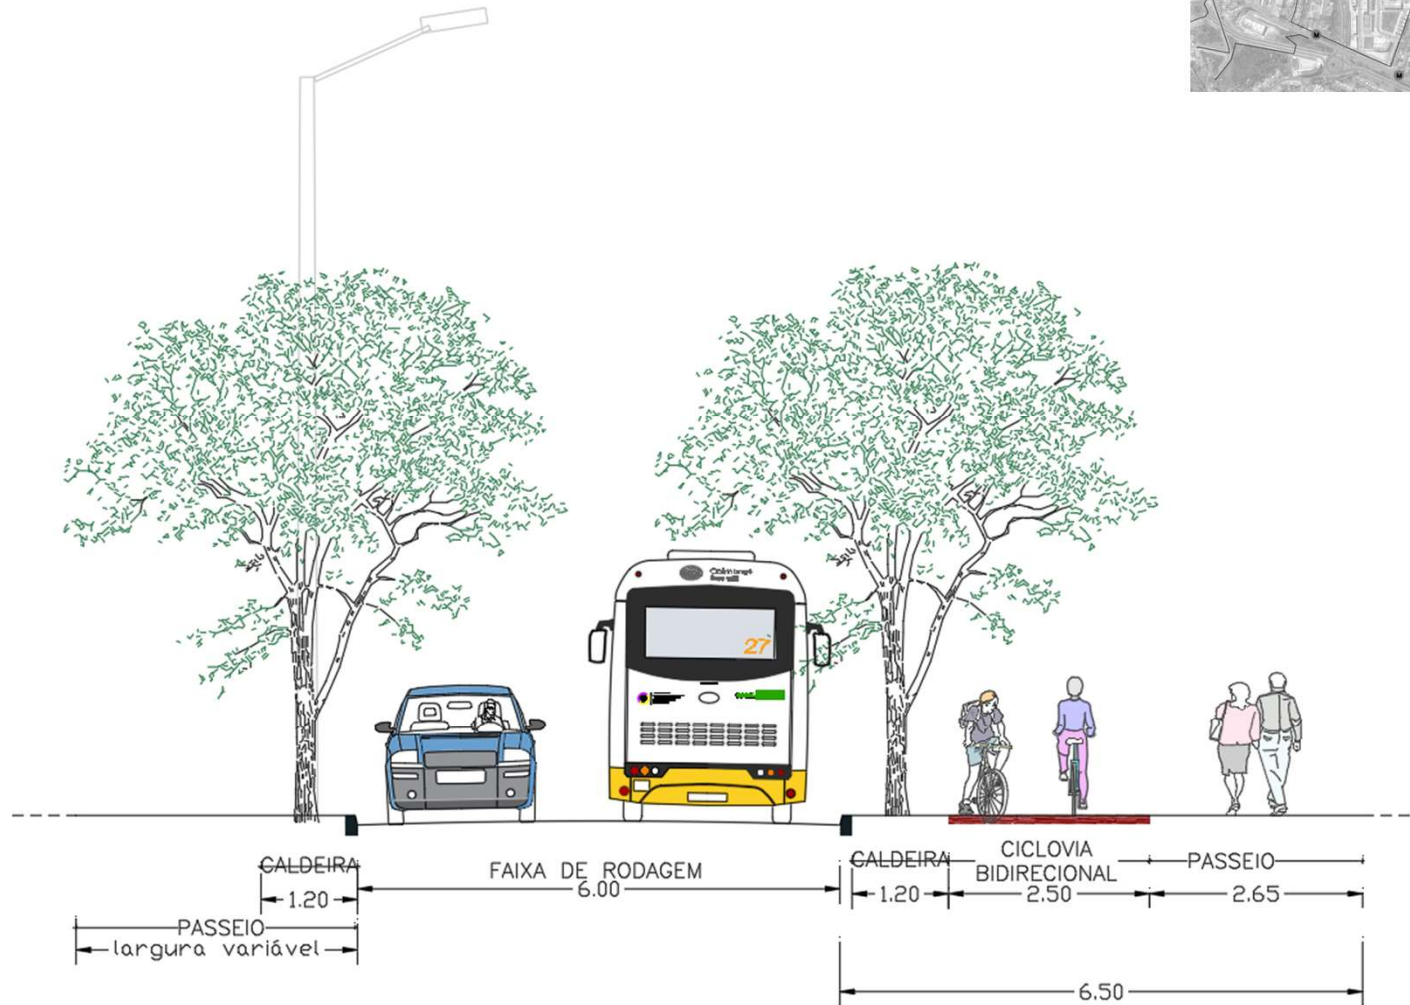 27
CALDEIRA
1.20
PASSEIO
largura variável
FAIXA DE RODAGEM
6.00
CALDEIRA
1.20
CICLOVIA
BIDIRECIONAL
2.50
PASSEIO
2.65
6.50
M
M